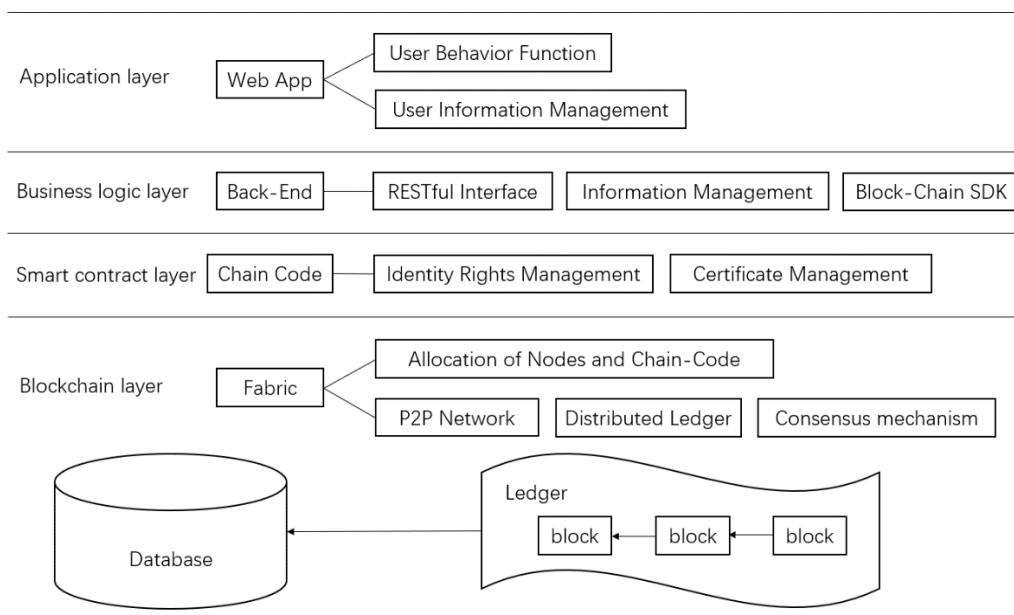 Application layer
Web App
User Behavior Function
User Information Management
Business logic layer
Back-End
RESTful Interface
Information Management
Block-Chain SDK
Smart contract layer
Chain Code
Identity Rights Management
Certificate Management
Blockchain layer
Fabric
Allocation of Nodes and Chain-Code
P2P Network
Distributed Ledger
Consensus mechanism
Database
Ledger
block
block
block